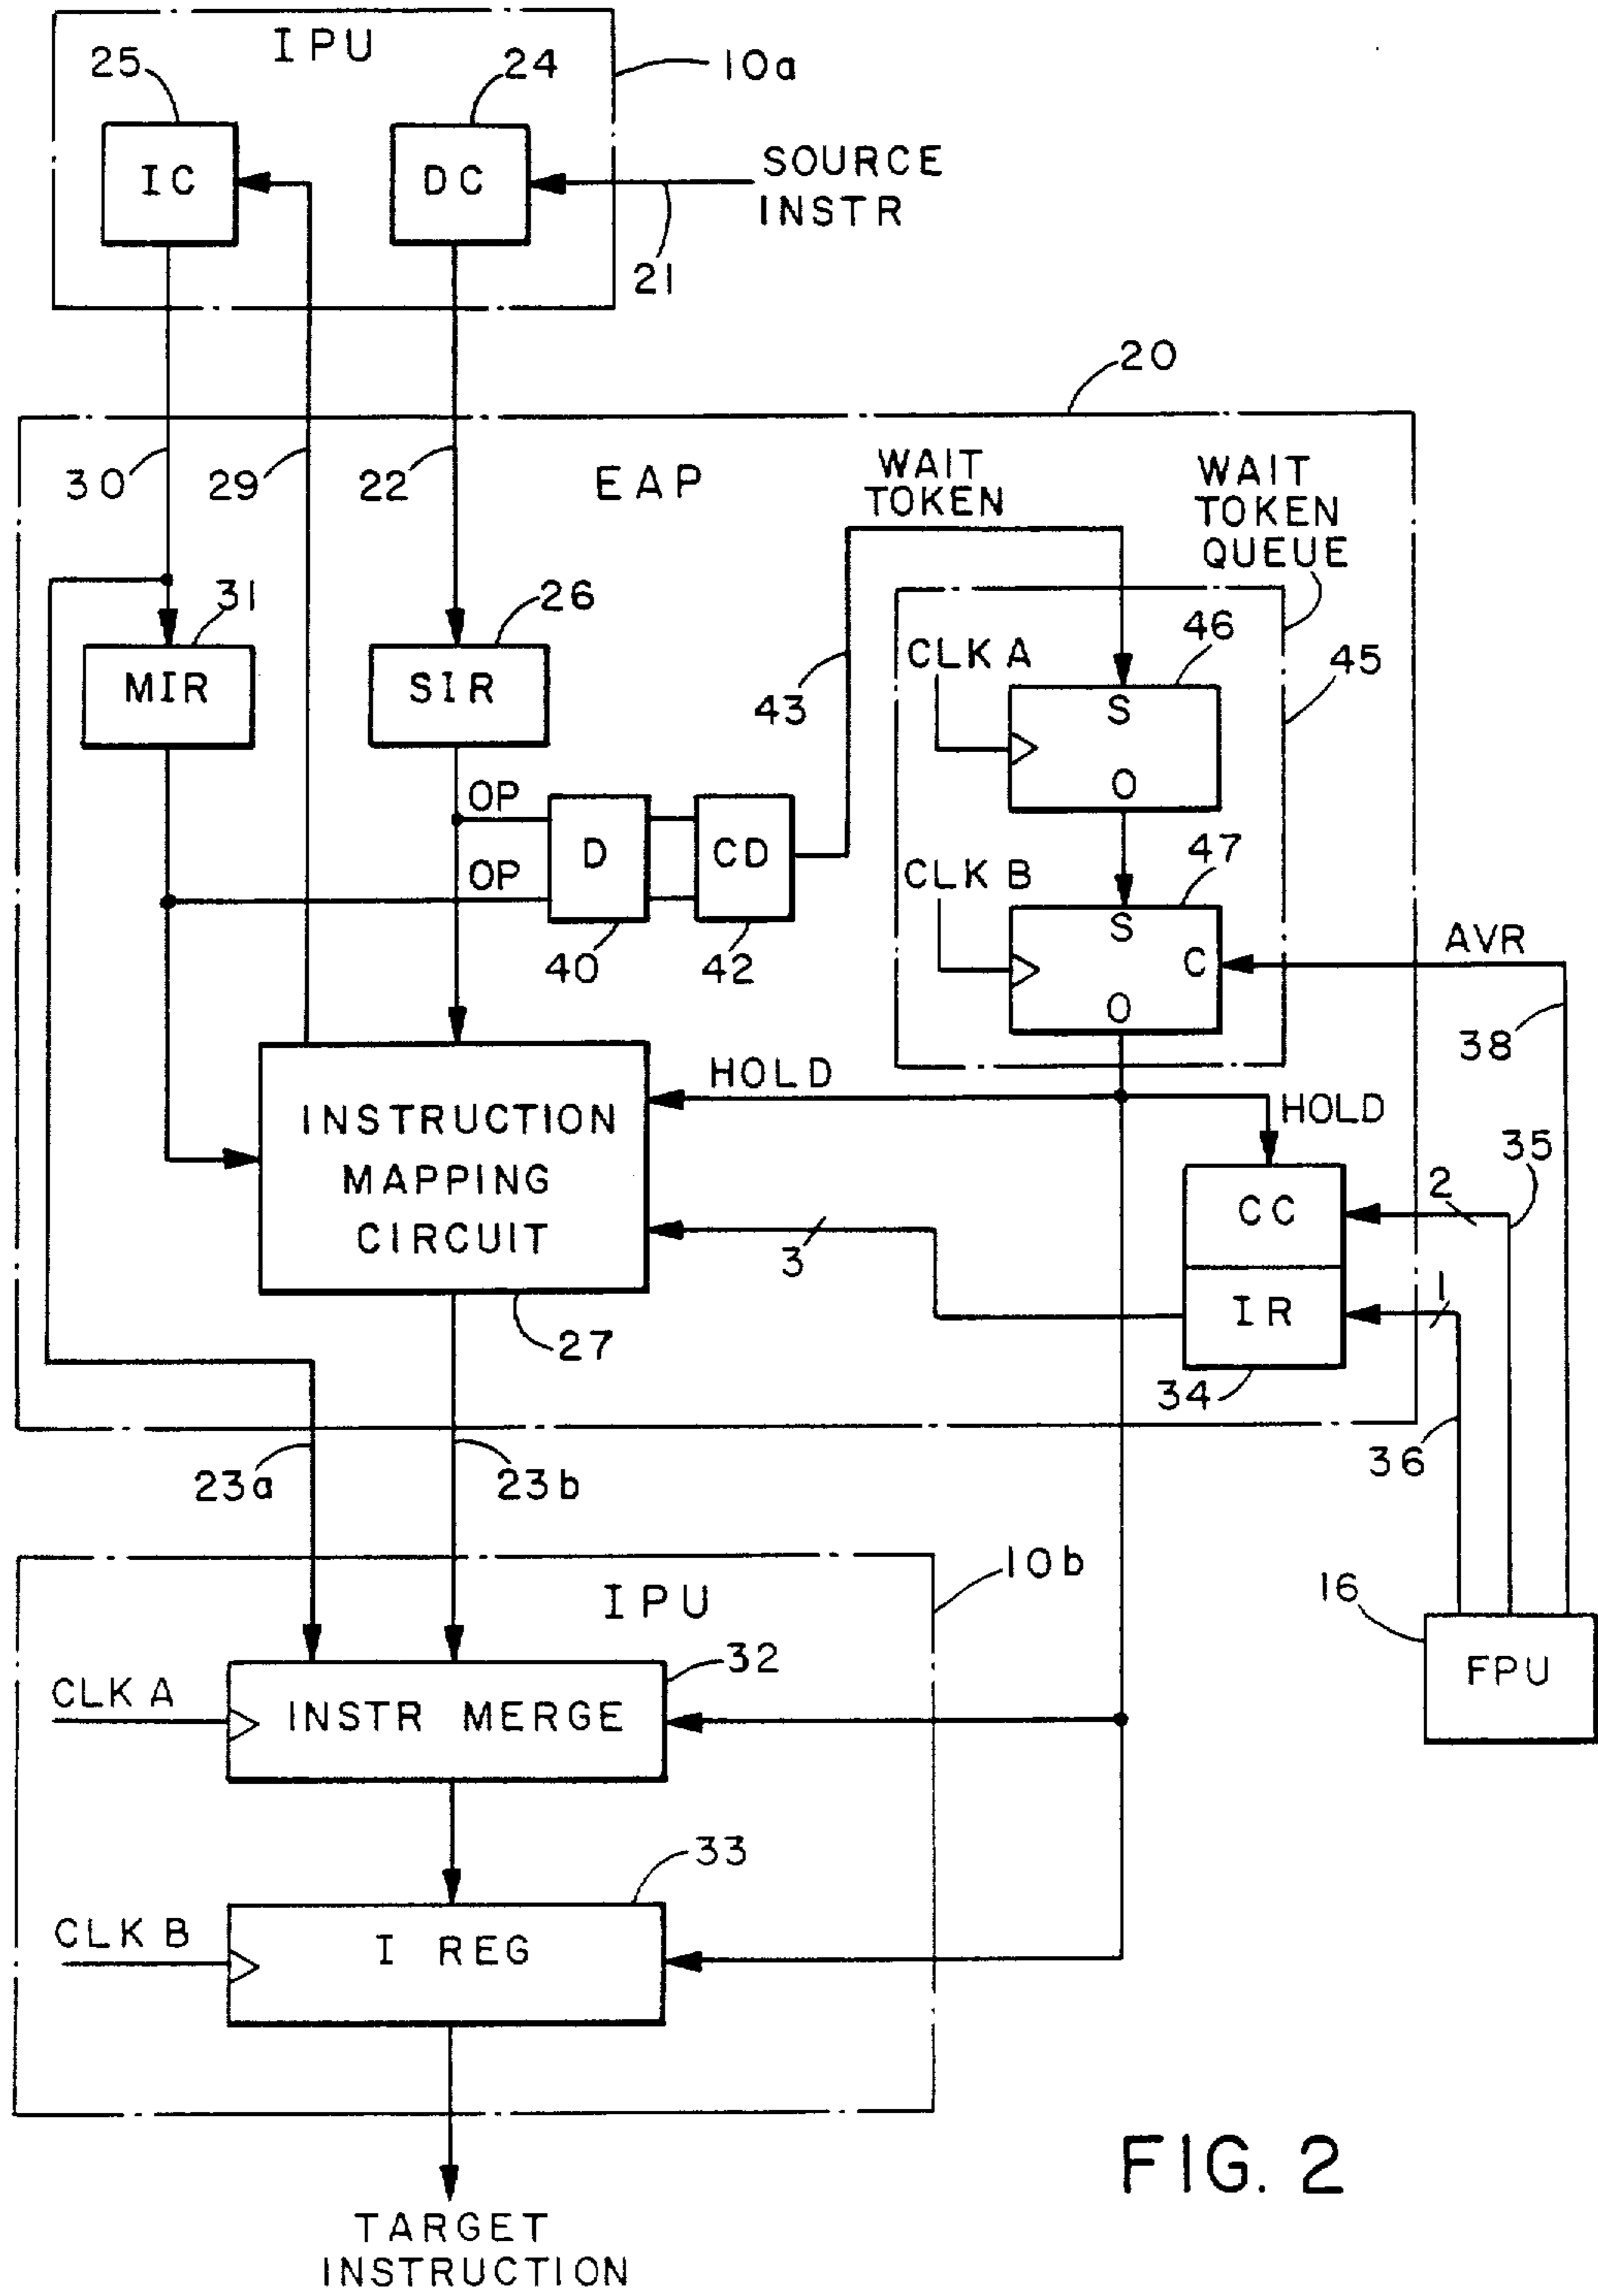 IPU
25
24
10a
IC
DC
SOURCE
INSTR
21
20
30
29
22
EAP
WAIT
TOKEN
WAIT
TOKEN
QUEUE
31
26
46
CLK A
45
MIR
SIR
43
S
O
OP
D
CD
OP
40
42
CLK B
47
S
C
O
AVR
38
HOLD
HOLD
INSTRUCTION
MAPPING
CIRCUIT
35
2
CC
3
1
IR
27
34
36
23a
23b
10b
IPU
16
FPU
32
CLK A
INSTR MERGE
33
CLK B
I REG
FIG. 2
TARGET
INSTRUCTION